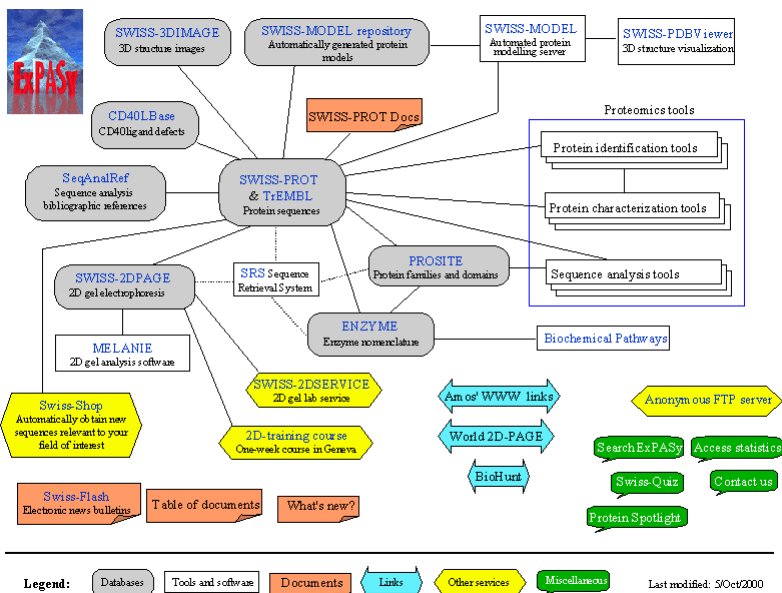 ExPASy
SWISS-3DIMAGE
3D structure images
SWISS-MODEL repository
Automatically generated protein
models
SWISS-MODEL
Automated protein
modelling server
SWISS-PDBViewer
3D structure visualization
CD40LBase
CD40ligand defects
SWISS-PROT Docs
Proteomics tools
Protein identification tools
SeqAnalRef
Sequence analysis
bibliographic references
SWISS-PROT
& TrEMBL
Protein sequences
Protein characterization tools
SWISS-2DPAGE
2D gel electrophoresis
SRS Sequence
Retrieval System
PROSITE
Protein families and domains
Sequence analysis tools
MELANIE
2D gel analysis software
ENZYME
Enzyme nomenclature
Biochemical Pathways
Swiss-Shop
Automatically obtain new
sequences relevant to your
field of interest
SWISS-2DSERVICE
2D gel lab service
2D-training course
One-week course in Geneva
Amos' WWW links
World 2D-PAGE
BioHunt
Anonymous FTP server
SearchExPASy
Access statistics
Swiss-Quiz
Contact us
Protein Spotlight
Swiss-Flash
Electronic news bulletins
Table of documents
What's new?
Legend:
Databases
Tools and software
Documents
Links
Other services
Miscellaneous
Last modified: 5/Oct/2000